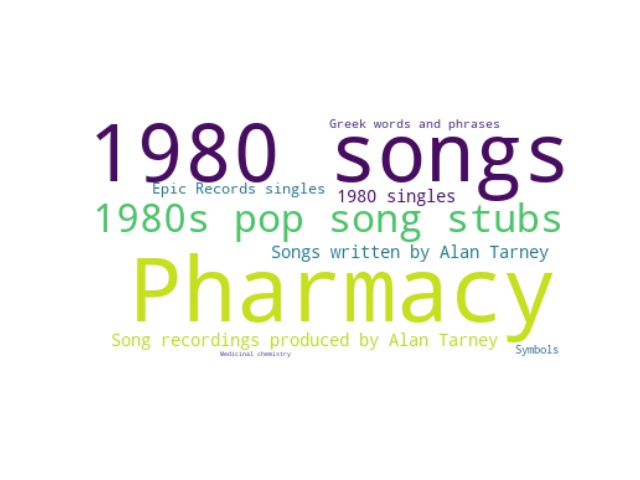 Greek words and phrases
1980 songs
Epic Records singles
1980 singles
1980s pop song stubs
Songs written by Alan Tarney
Pharmacy
Song recordings produced by Alan Tarney
Symbols
Medicinal chemistry